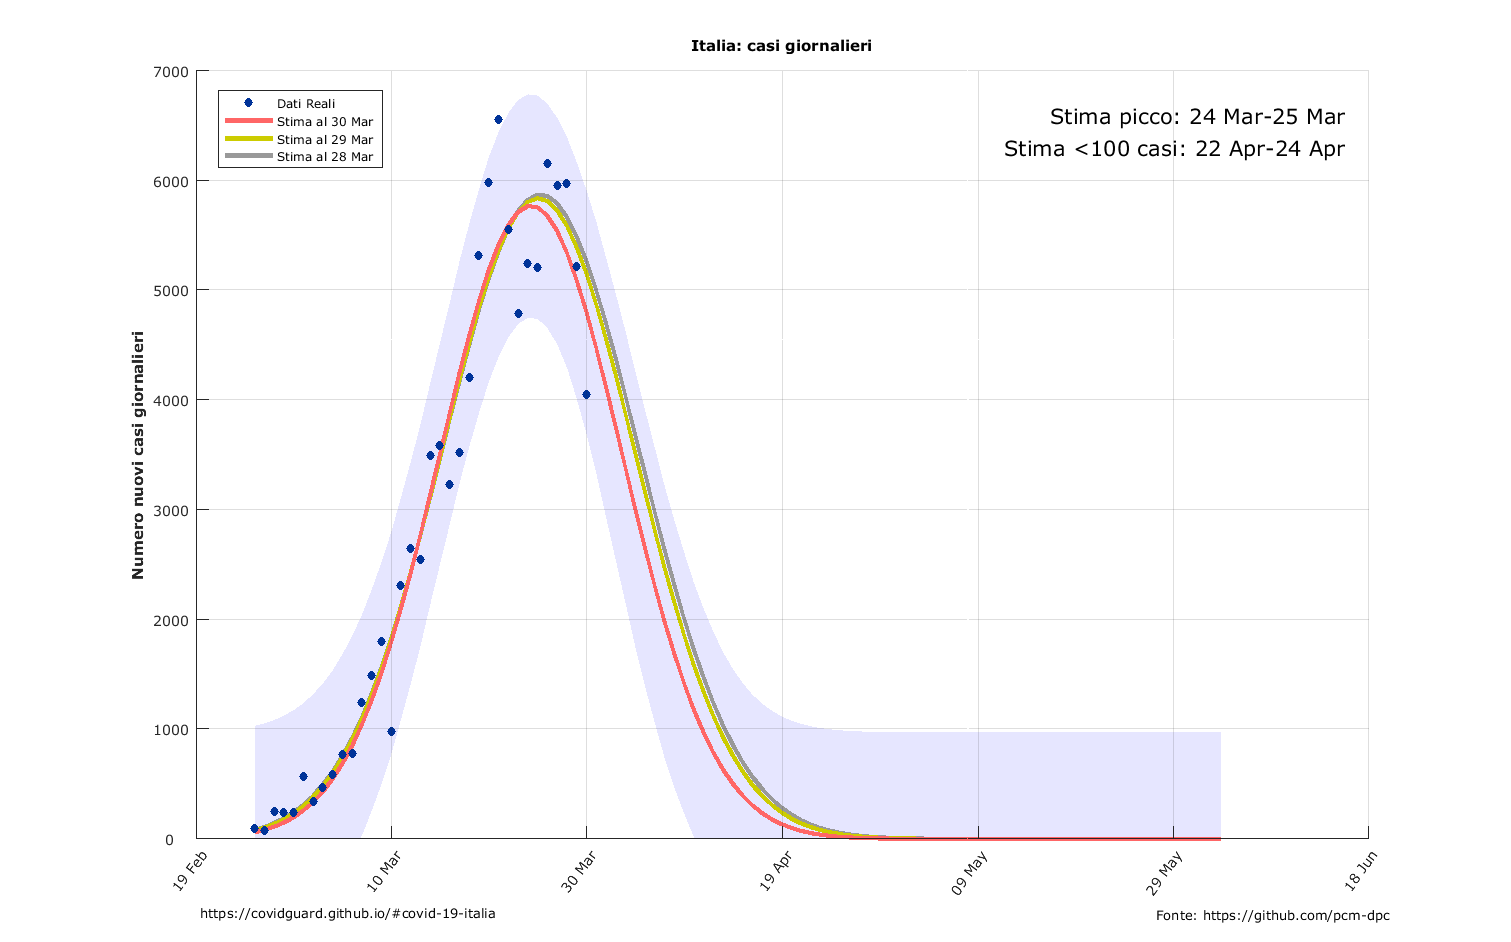 Italia: casi giornalieri
7000
6000
5000
4000
3000
2000
1000
0
Numero nuovi casi giornalieri
Dati Reali
Stima al 30 Mar
Stima al 29 Mar
Stima al 28 Mar
Stima picco: 24 Mar-25 Mar
Stima <100 casi: 22 Apr-24 Apr
19 Feb
10 Mar
30 Mar
19 Apr
09 May
29 May
18 Jun
https://covidguard.github.io/#covid-19-italia
Fonte: https://github.com/pcm-dpc